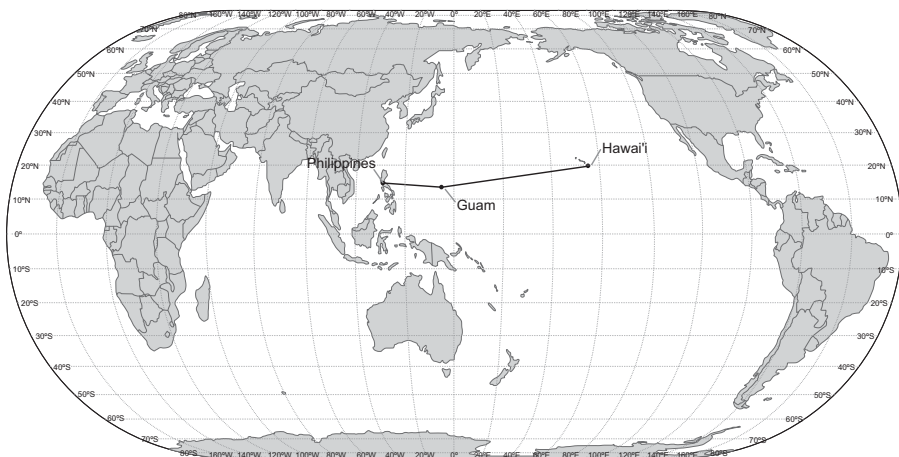 80°N 160°W 140°W 120°W 100°W 80°W 60°W 40°W 20°W 0° 20°E 40°E 60°E 80°E 100°E 120°E 140°E 160°E 80°N
70°N 70°N
60°N 60°N
50°N 50°N
40°N 40°N
30°N 30°N
Hawai'i
Philippines
20°N 20°N
10°N 10°N
Guam
0° 0°
10°S 10°S
20°S 20°S
30°S 30°S
40°S 40°S
50°S 50°S
60°S 60°S
70°S 70°S
80°S 160°W 140°W 120°W 100°W 80°W 60°W 40°W 20°W 0° 20°E 40°E 60°E 80°E 100°E 120°E 140°E 160°E 80°S